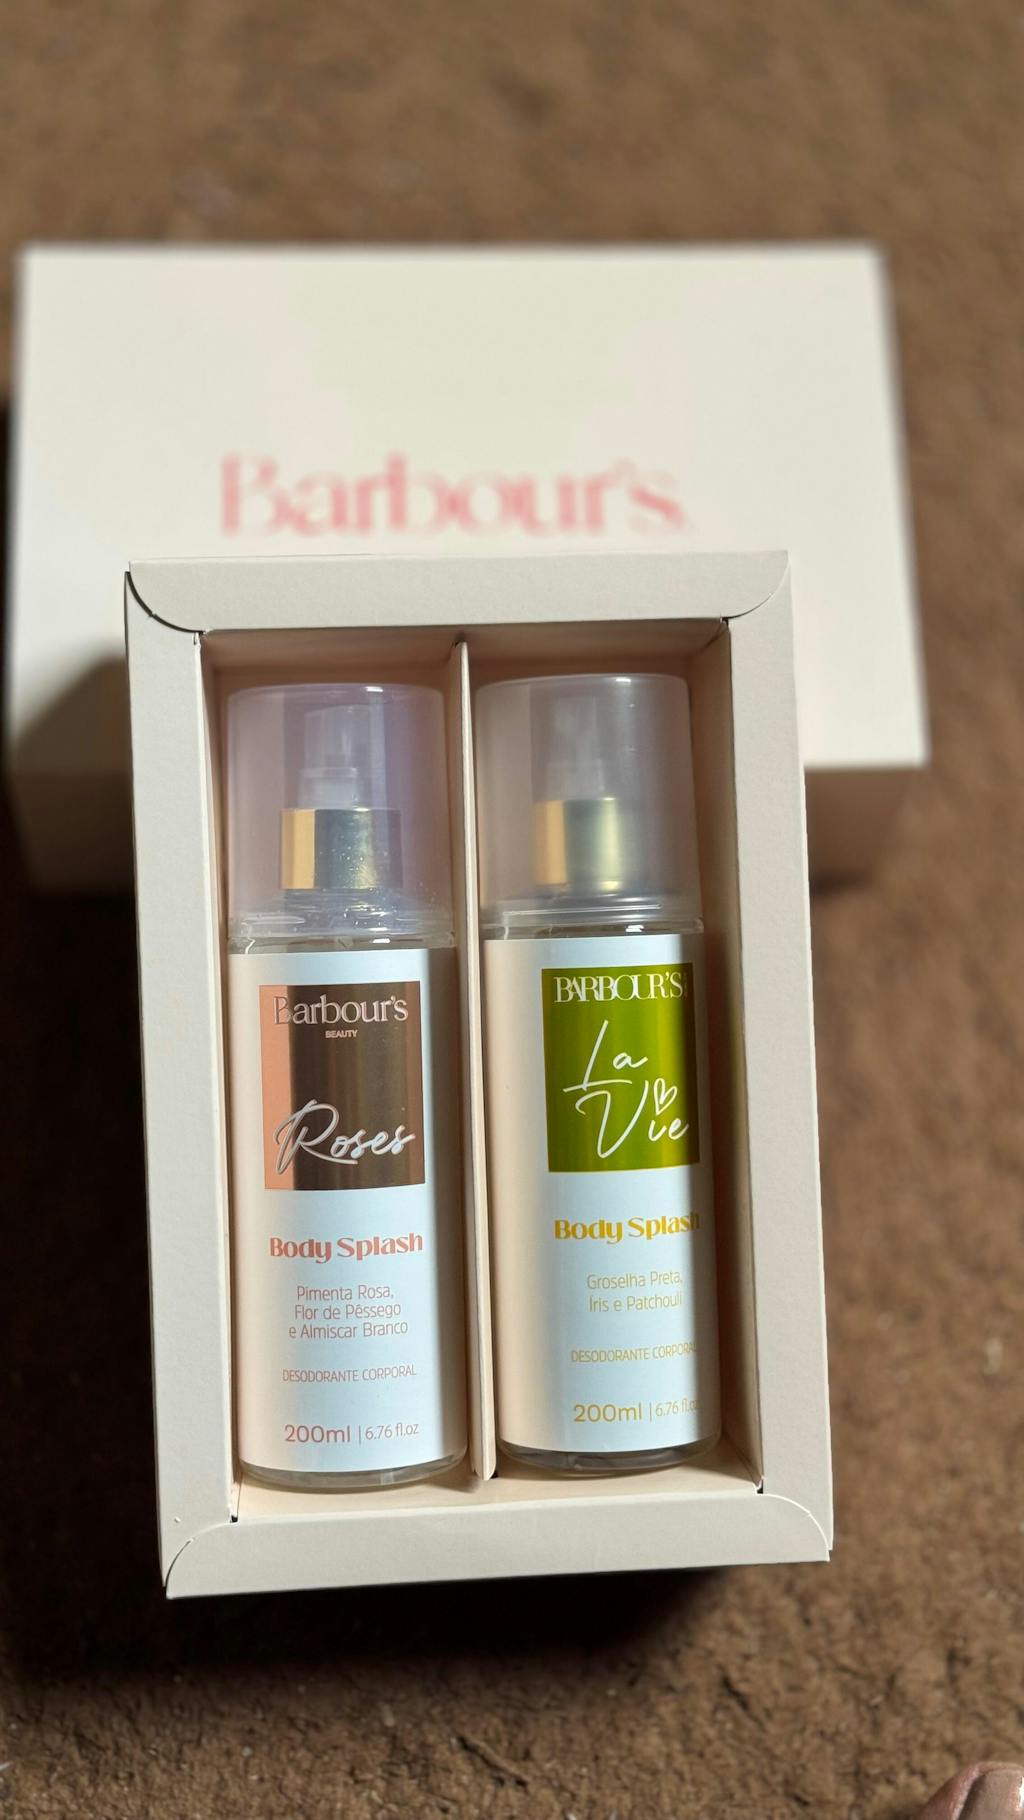 Barbour's
Barbour's
BEAUTY
Roses
Body Splash
Pimenta Rosa,
Flor de Pêssego
e Almiscar Branco
DESODORANTE CORPORAL
200ml | 6.76 fl.oz
BARBOUR'S
La
Vie
Body Splash
Groselha Preta,
Íris e Patchouli
DESODORANTE CORPORAL
200ml | 6.76 fl.oz